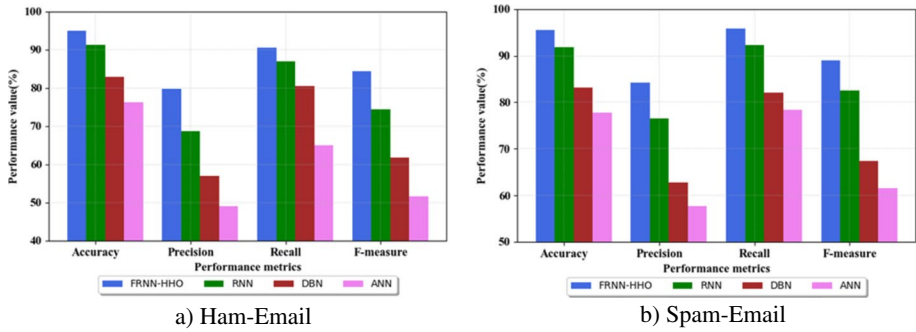 100
90
80
70
60
50
40
Performance value(%)
Accuracy Precision Recall F-measure
Performance metrics
FRNN-HHO RNN DBN ANN
a) Ham-Email
100
90
80
70
60
50
Performance value(%)
Accuracy Precision Recall F-measure
Performance metrics
FRNN-HHO RNN DBN ANN
b) Spam-Email